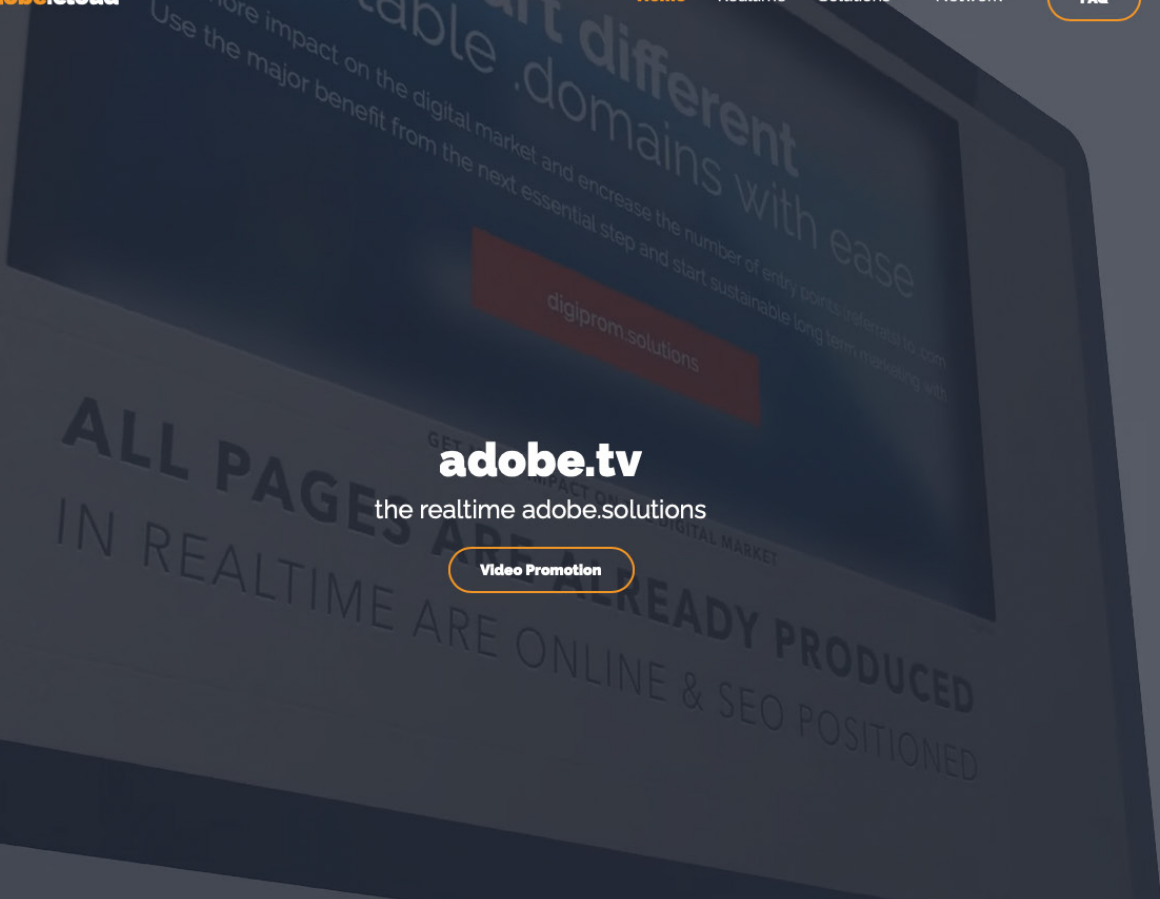 Home Realtime Solutions Network FAQ
different
.domains with ease
more impact on the digital market and encrease the number of entry points (referrals) to .com
Use the major benefit from the next essential step and start sustainable long term marketing with
digiprom.solutions
adobe.tv
the realtime adobe.solutions
Video Promotion
ALL PAGES ARE ALREADY PRODUCED
IN REALTIME ARE ONLINE & SEO POSITIONED